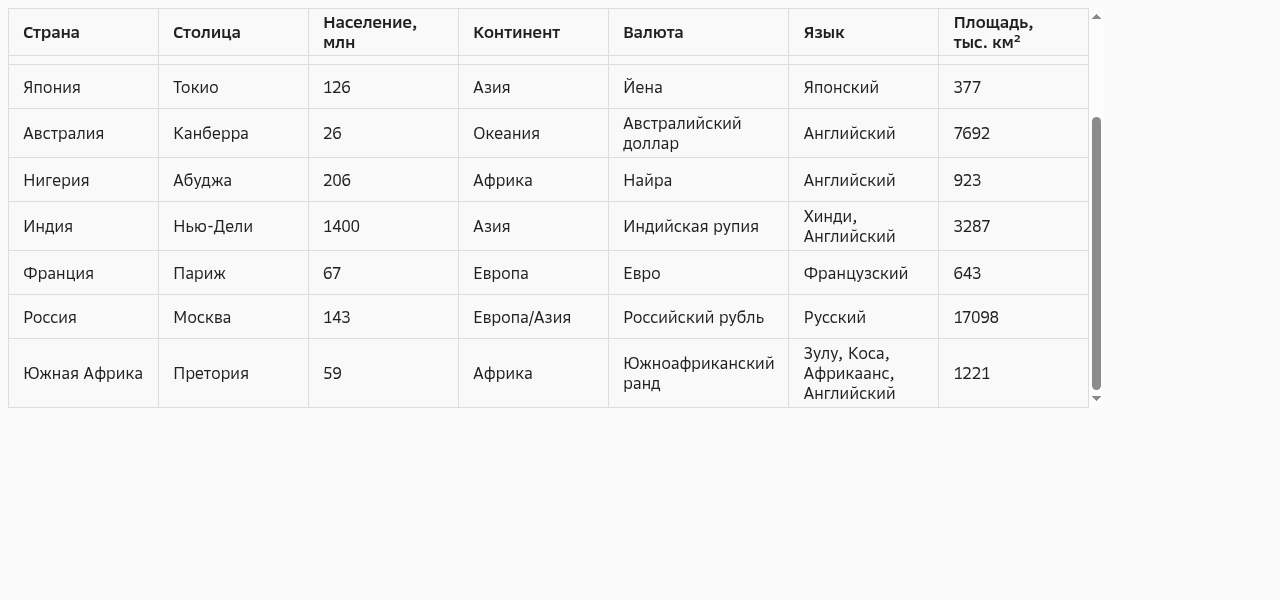 Страна Столица Население, млн Континент Валюта Язык Площадь, тыс. км²
Япония Токио 126 Азия Йена Японский 377
Австралия Канберра 26 Океания Австралийский доллар Английский 7692
Нигерия Абуджа 206 Африка Найра Английский 923
Индия Нью-Дели 1400 Азия Индийская рупия Хинди, Английский 3287
Франция Париж 67 Европа Евро Французский 643
Россия Москва 143 Европа/Азия Российский рубль Русский 17098
Южная Африка Претория 59 Африка Южноафриканский ранд Зулу, Коса, Африкаанс, Английский 1221